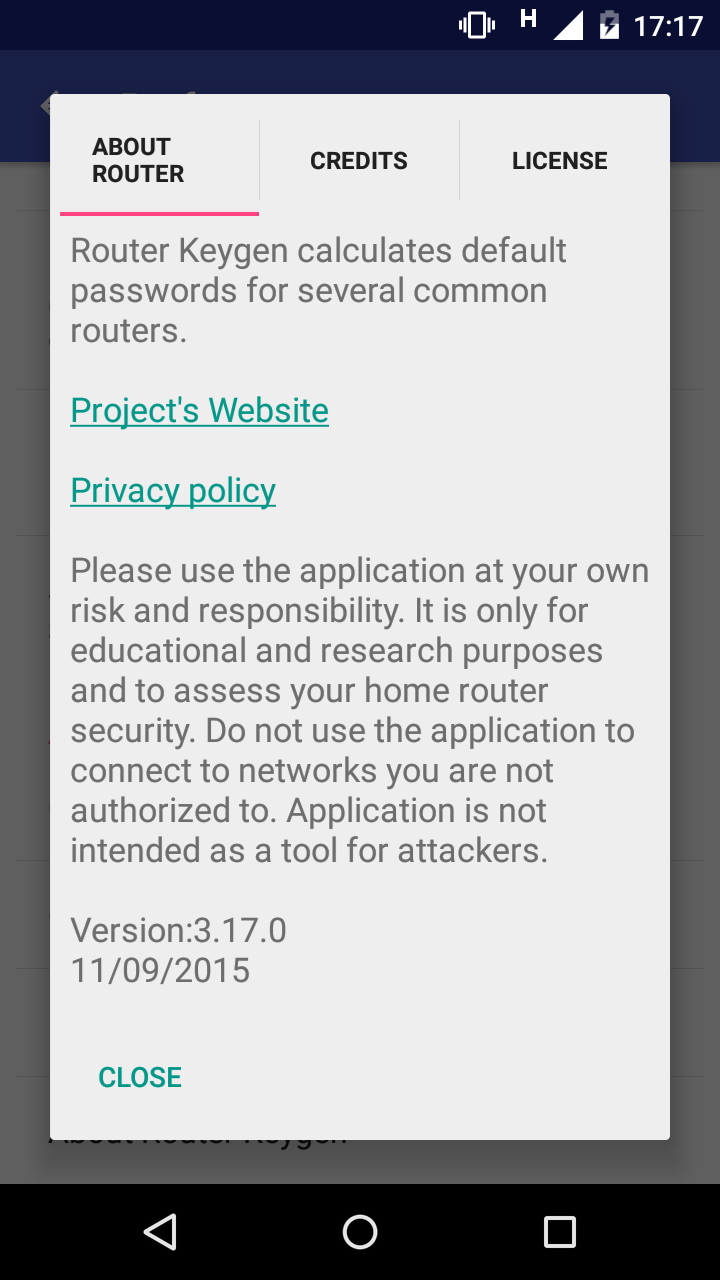 H 17:17
ABOUT
ROUTER
CREDITS
LICENSE
Router Keygen calculates default
passwords for several common
routers.
Project's Website
Privacy policy
Please use the application at your own
risk and responsibility. It is only for
educational and research purposes
and to assess your home router
security. Do not use the application to
connect to networks you are not
authorized to. Application is not
intended as a tool for attackers.
Version:3.17.0
11/09/2015
CLOSE
About Router Keygen